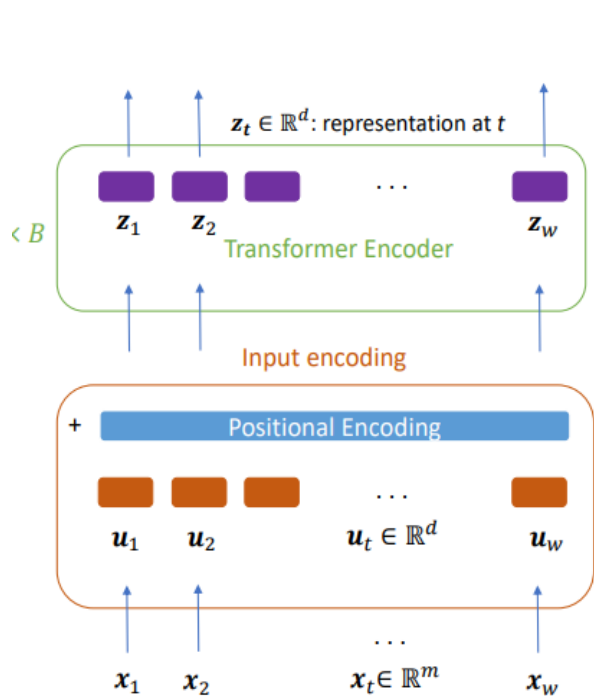 z_t ∈ ℝ^d: representation at t
. . .
z_1 z_2 z_w
< B
Transformer Encoder
Input encoding
+ Positional Encoding
. . .
u_1 u_2 u_t ∈ ℝ^d u_w
. . .
x_1 x_2 x_t ∈ ℝ^m x_w